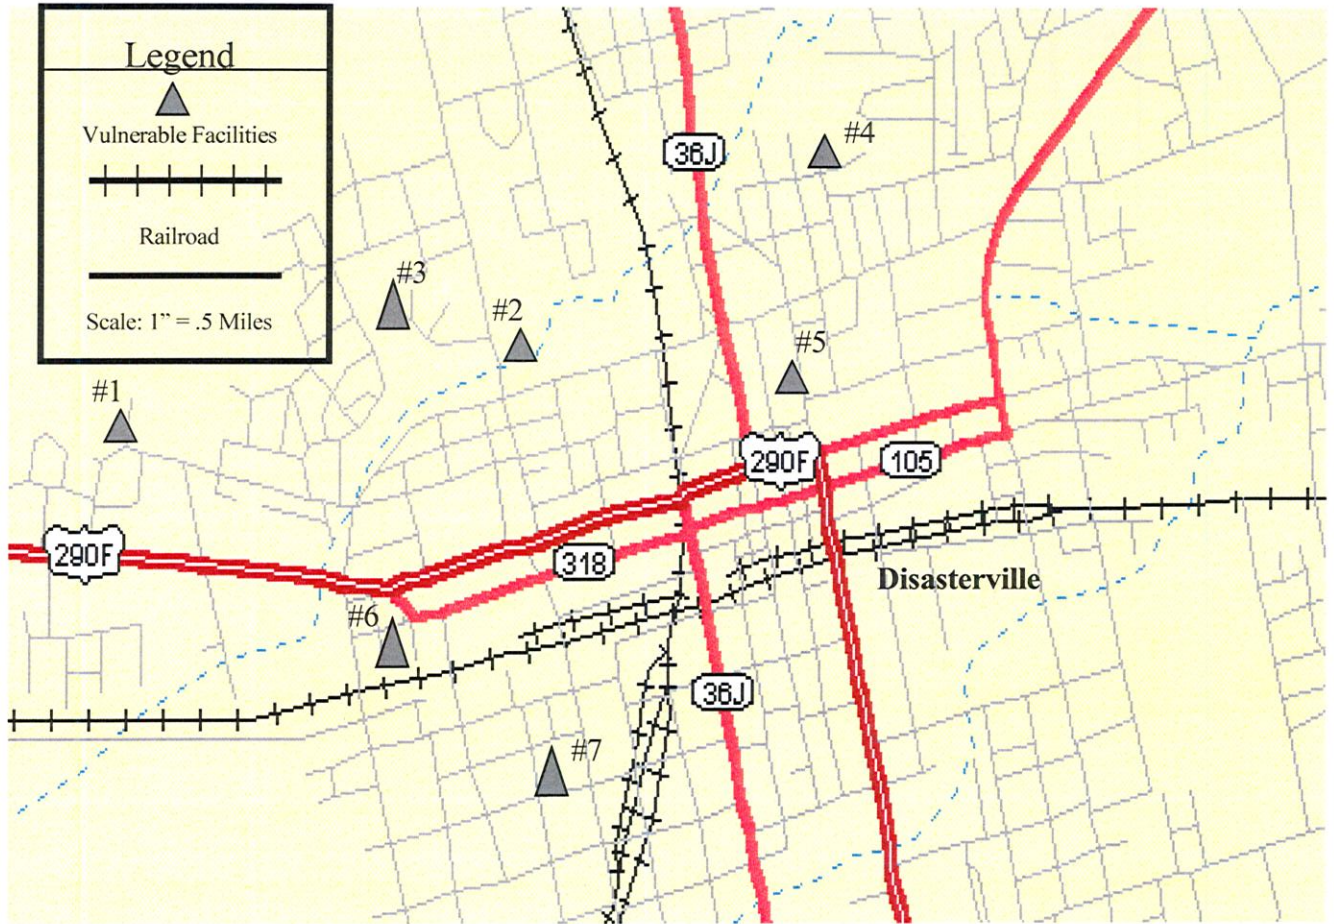 Legend
Vulnerable Facilities
Railroad
Scale: 1” = .5 Miles
36J
#4
#3
#2
#5
#1
290F
105
290F
318
Disasterville
#6
36J
#7